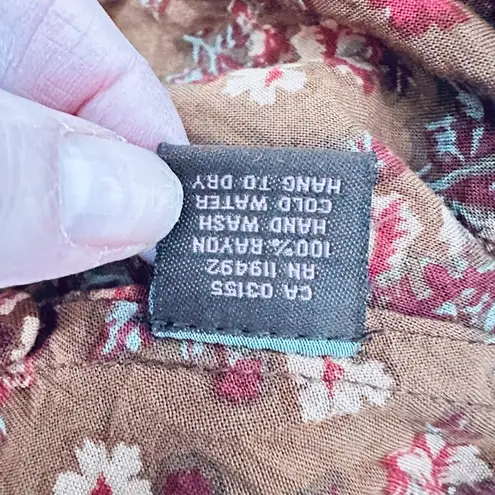 CA 03155
RN 119492
100% RAYON
HAND WASH
COLD WATER
HANG TO DRY